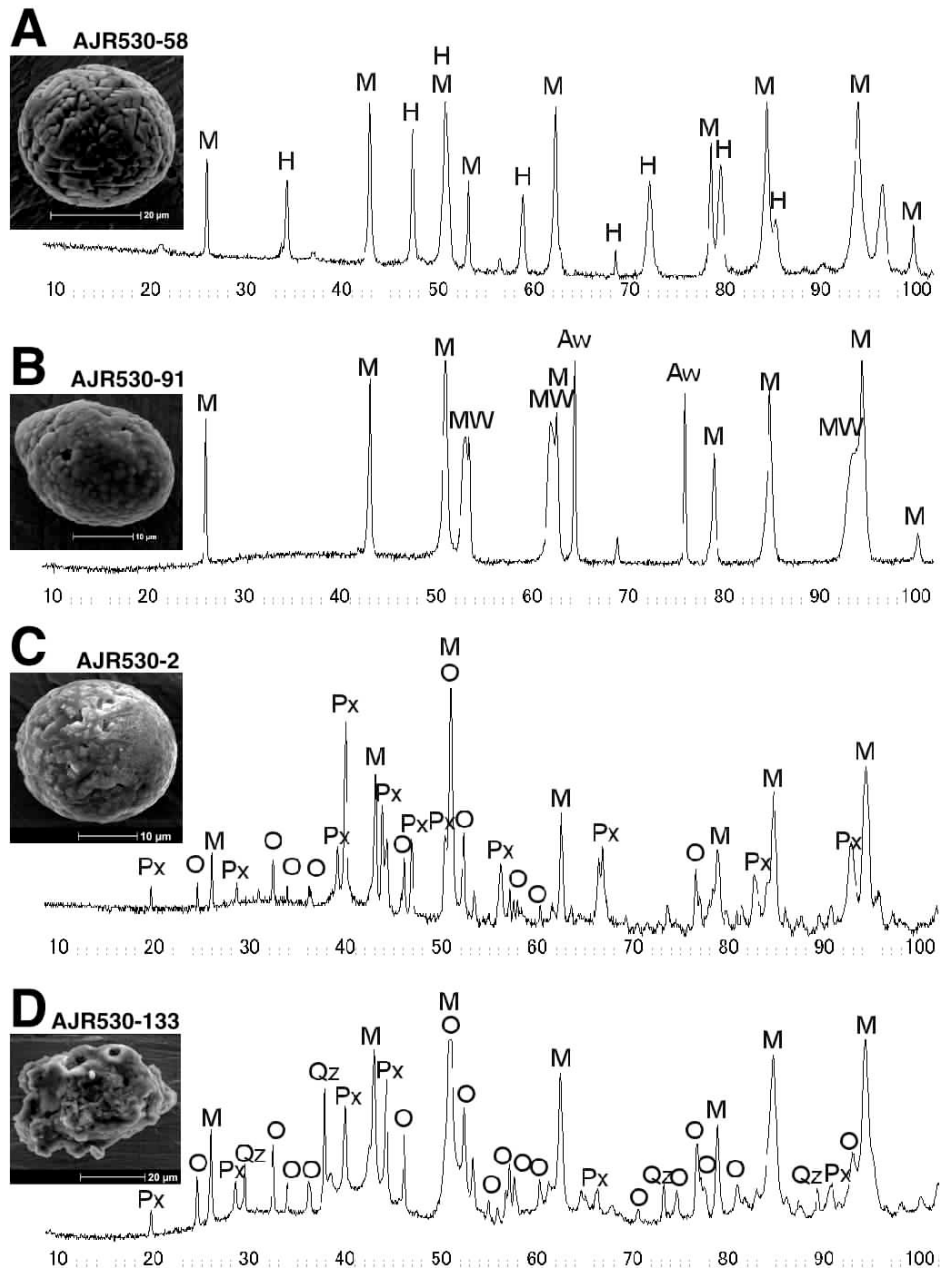 A AJR530-58
H
M M M M M
H
M
M H
M
H
H
H
H
M
20 µm
10 20 30 40 50 60 70 80 90 100
B AJR530-91
Aw
M M
M
M Aw M
M MW MW
M MW
M
10 µm
10 20 30 40 50 60 70 80 90 100
C AJR530-2
M
O
Px
M
M
Px M
Px Px O
M Px Px Px O M O
Px O Px O O Px Px O O Px
10 µm
10 20 30 40 50 60 70 80 90 100
D AJR530-133
M
O M
M M
Qz Px
Px O O
M
O M
O Px Qz O O O O
O O O O Px Qz O O O Qz Px
Px O
20 µm
10 20 30 40 50 60 70 80 90 100